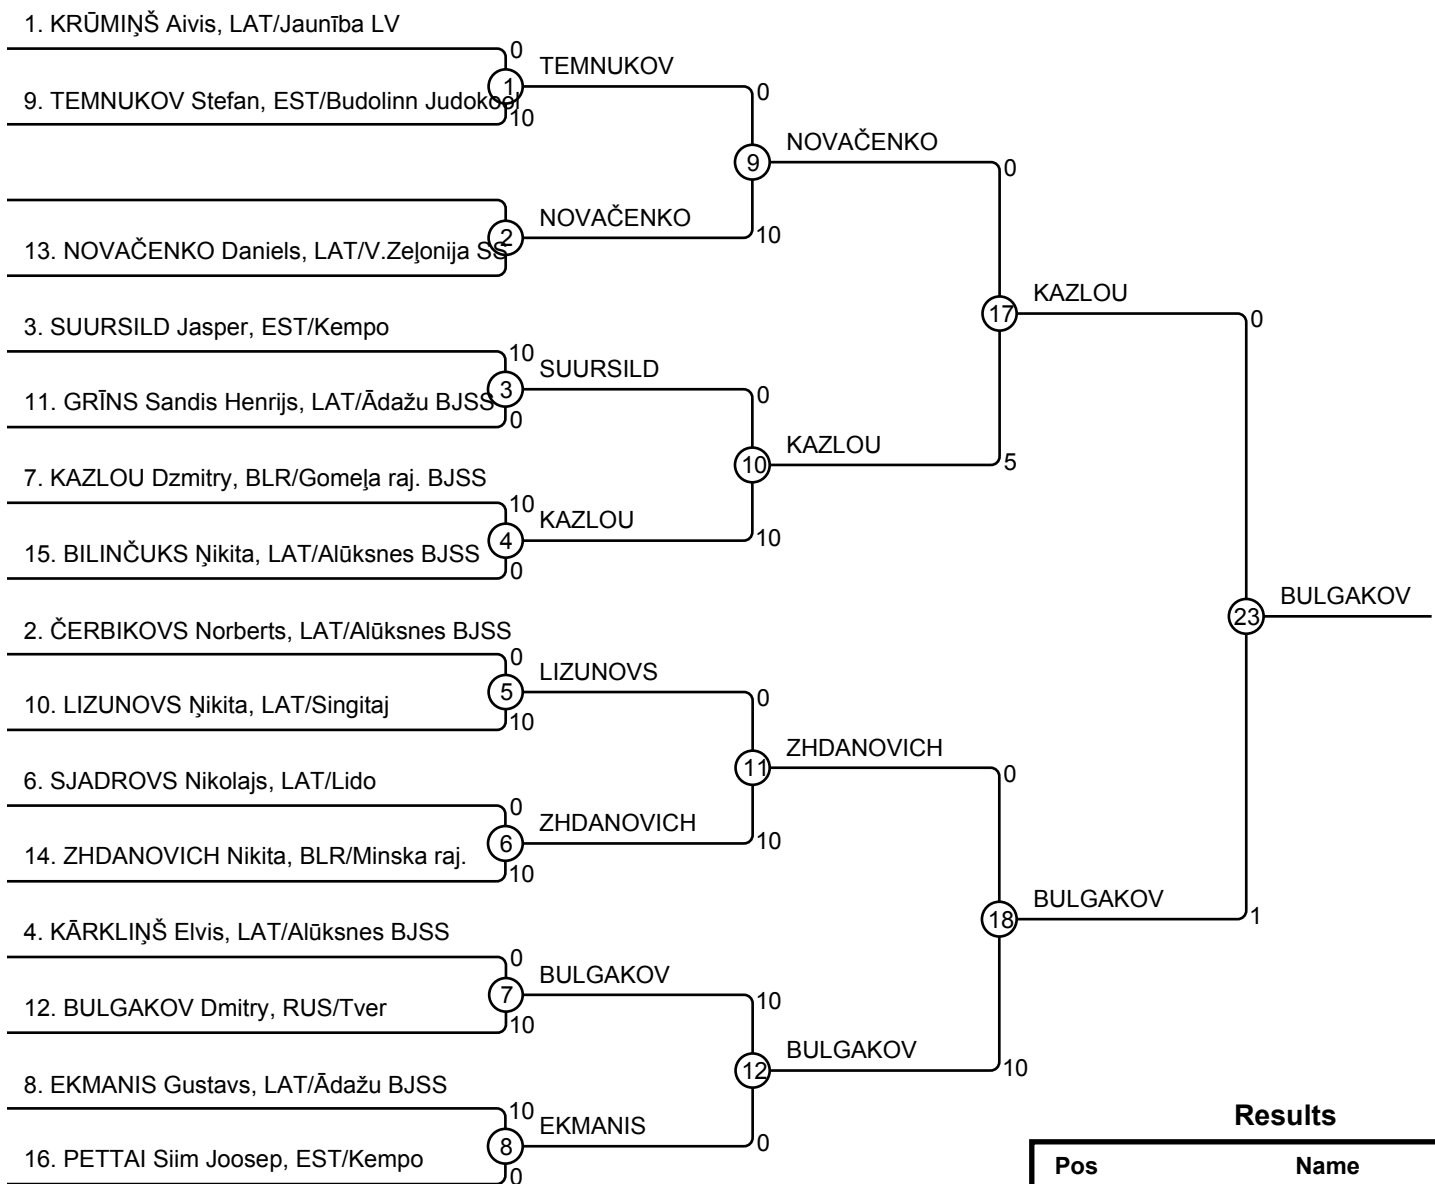 1. KRŪMIŅŠ Aivis, LAT/Jaunība LV
0
TEMNUKOV
1
0
9. TEMNUKOV Stefan, EST/Budolinn Judokool
10
NOVAČENKO
9
0
NOVAČENKO
2
10
13. NOVAČENKO Daniels, LAT/V.Zeļonija SS
KAZLOU
17
0
3. SUURSILD Jasper, EST/Kempo
10
SUURSILD
3
0
11. GRĪNS Sandis Henrijs, LAT/Ādažu BJSS
0
KAZLOU
10
5
7. KAZLOU Dzmitry, BLR/Gomeļa raj. BJSS
10
KAZLOU
4
10
15. BILINČUKS Ņikita, LAT/Alūksnes BJSS
0
BULGAKOV
23
2. ČERBIKOVS Norberts, LAT/Alūksnes BJSS
0
LIZUNOVS
5
0
10. LIZUNOVS Ņikita, LAT/Singitaj
10
ZHDANOVICH
11
0
6. SJADROVS Nikolajs, LAT/Lido
0
ZHDANOVICH
6
10
14. ZHDANOVICH Nikita, BLR/Minska raj.
10
BULGAKOV
18
1
4. KĀRKLIŅŠ Elvis, LAT/Alūksnes BJSS
0
BULGAKOV
7
10
12. BULGAKOV Dmitry, RUS/Tver
10
BULGAKOV
12
10
8. EKMANIS Gustavs, LAT/Ādažu BJSS
10
EKMANIS
8
0
16. PETTAI Siim Joosep, EST/Kempo
0
Results
Pos Name